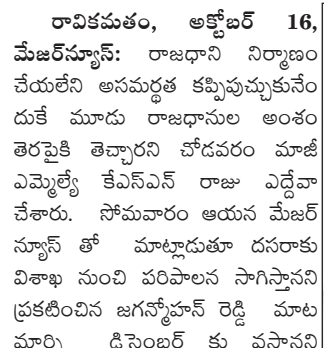 రావికమతం, అక్టోబర్ 16,
మేజర్‌న్యూస్: రాజధాని నిర్మాణం
చేయలేని అసమర్థత కప్పిపుచ్చుకునేం
దుకే మూడు రాజధానుల అంశం
తెరపైకి తెచ్చారని చోడవరం మాజీ
ఎమ్మెల్యే కేఎస్ఎన్ రాజు ఎద్దేవా
చేశారు. సోమవారం ఆయన మేజర్
న్యూస్ తో మాట్లాడుతూ దసరాకు
విశాఖ నుంచి పరిపాలన సాగిస్తానని
ప్రకటించిన జగన్మోహన్ రెడ్డి మాట
మార్చి డిసెంబర్ కు వస్తానని